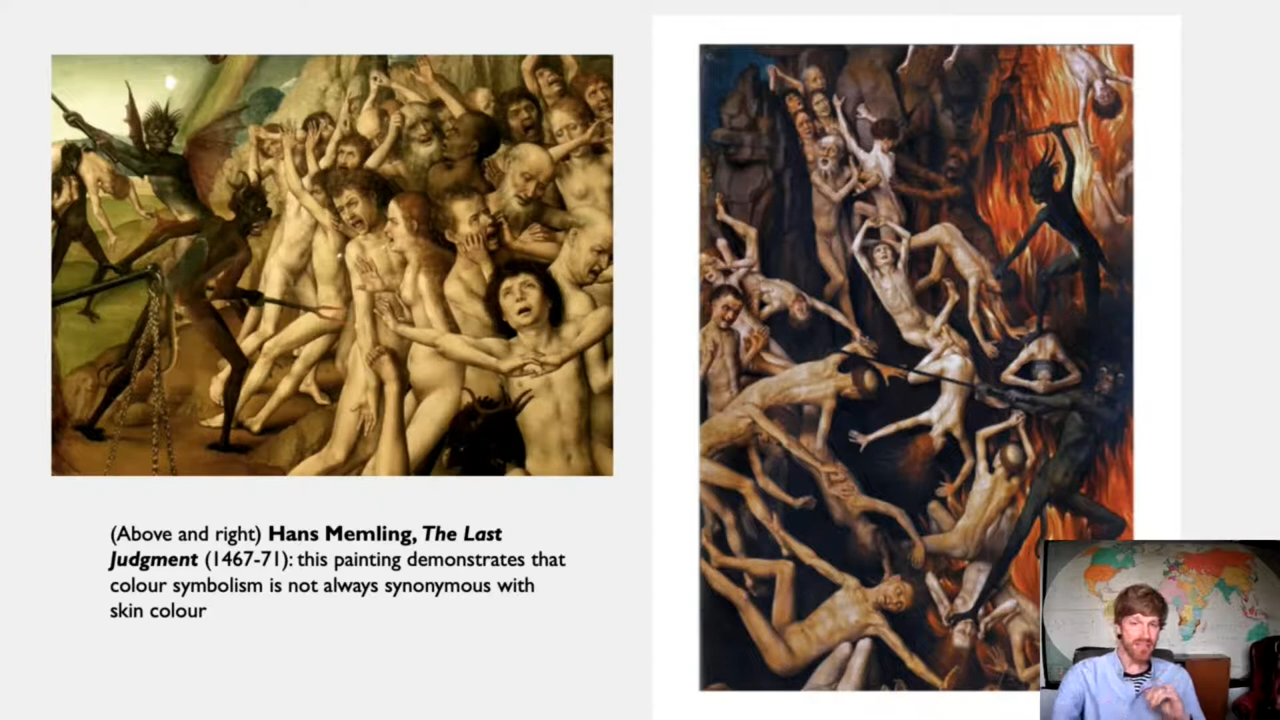 (Above and right) Hans Memling, The Last
Judgment (1467-71): this painting demonstrates that
colour symbolism is not always synonymous with
skin colour